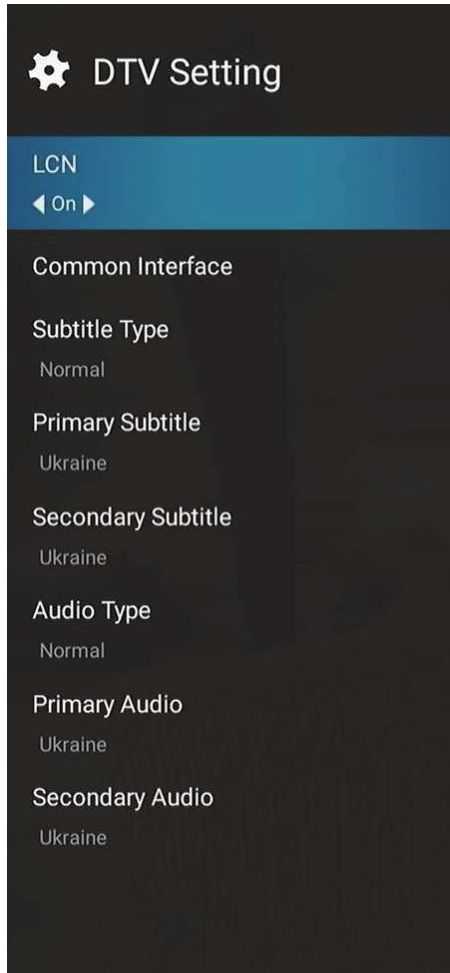 DTV Setting
LCN
On
Common Interface
Subtitle Type
Normal
Primary Subtitle
Ukraine
Secondary Subtitle
Ukraine
Audio Type
Normal
Primary Audio
Ukraine
Secondary Audio
Ukraine